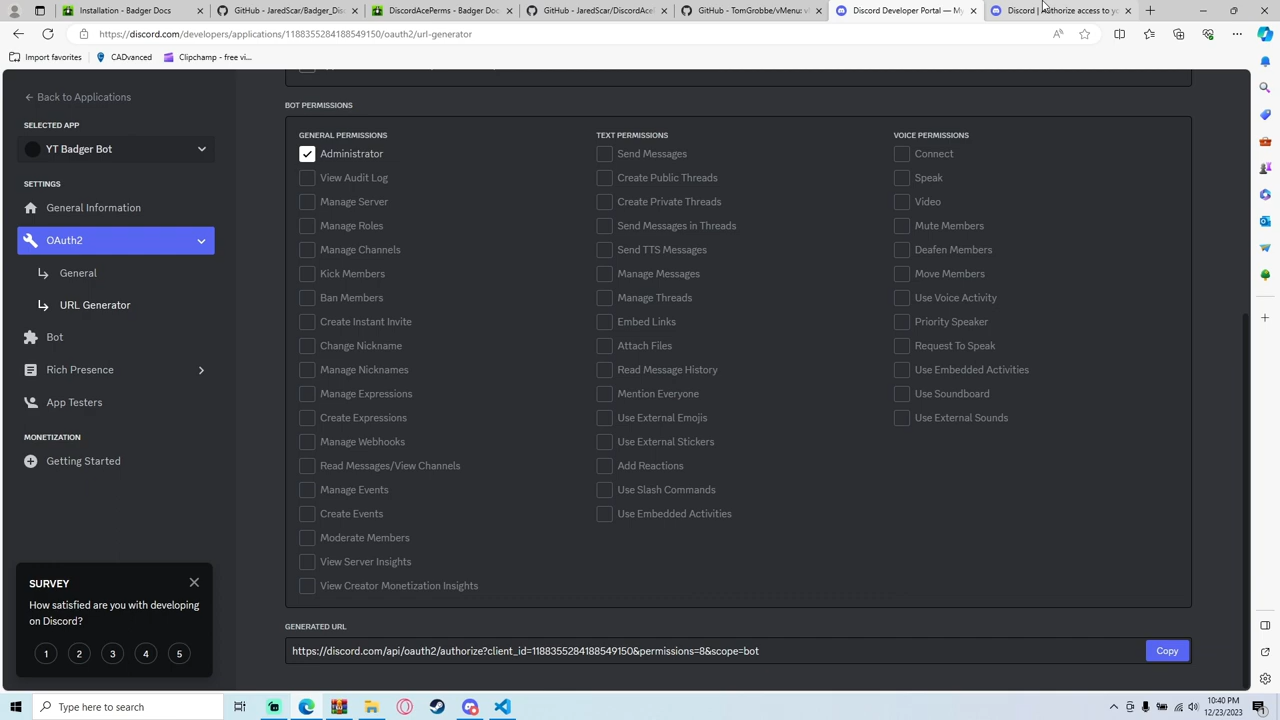 Installation - Badger Docs
GitHub - JaredScar/Badger_Disc
DiscordAcePerms - Badger Docs
GitHub - JaredScar/DiscordAcel
GitHub - TomGrobbe/vMenu: vM
Discord Developer Portal — My
Discord | Authorize access to yo
https://discord.com/developers/applications/1188355284188549150/oauth2/url-generator
Import favorites
CADvanced
Clipchamp - free vi...
← Back to Applications
SELECTED APP
YT Badger Bot
SETTINGS
General Information
OAuth2
General
URL Generator
Bot
Rich Presence
App Testers
MONETIZATION
Getting Started
SURVEY
How satisfied are you with developing
on Discord?
1 2 3 4 5
BOT PERMISSIONS
GENERAL PERMISSIONS
Administrator
View Audit Log
Manage Server
Manage Roles
Manage Channels
Kick Members
Ban Members
Create Instant Invite
Change Nickname
Manage Nicknames
Manage Expressions
Create Expressions
Manage Webhooks
Read Messages/View Channels
Manage Events
Create Events
Moderate Members
View Server Insights
View Creator Monetization Insights
TEXT PERMISSIONS
Send Messages
Create Public Threads
Create Private Threads
Send Messages in Threads
Send TTS Messages
Manage Messages
Manage Threads
Embed Links
Attach Files
Read Message History
Mention Everyone
Use External Emojis
Use External Stickers
Add Reactions
Use Slash Commands
Use Embedded Activities
VOICE PERMISSIONS
Connect
Speak
Video
Mute Members
Deafen Members
Move Members
Use Voice Activity
Priority Speaker
Request To Speak
Use Embedded Activities
Use Soundboard
Use External Sounds
GENERATED URL
https://discord.com/api/oauth2/authorize?client_id=1188355284188549150&permissions=8&scope=bot
Copy
Type here to search
10:40 PM
12/23/2023